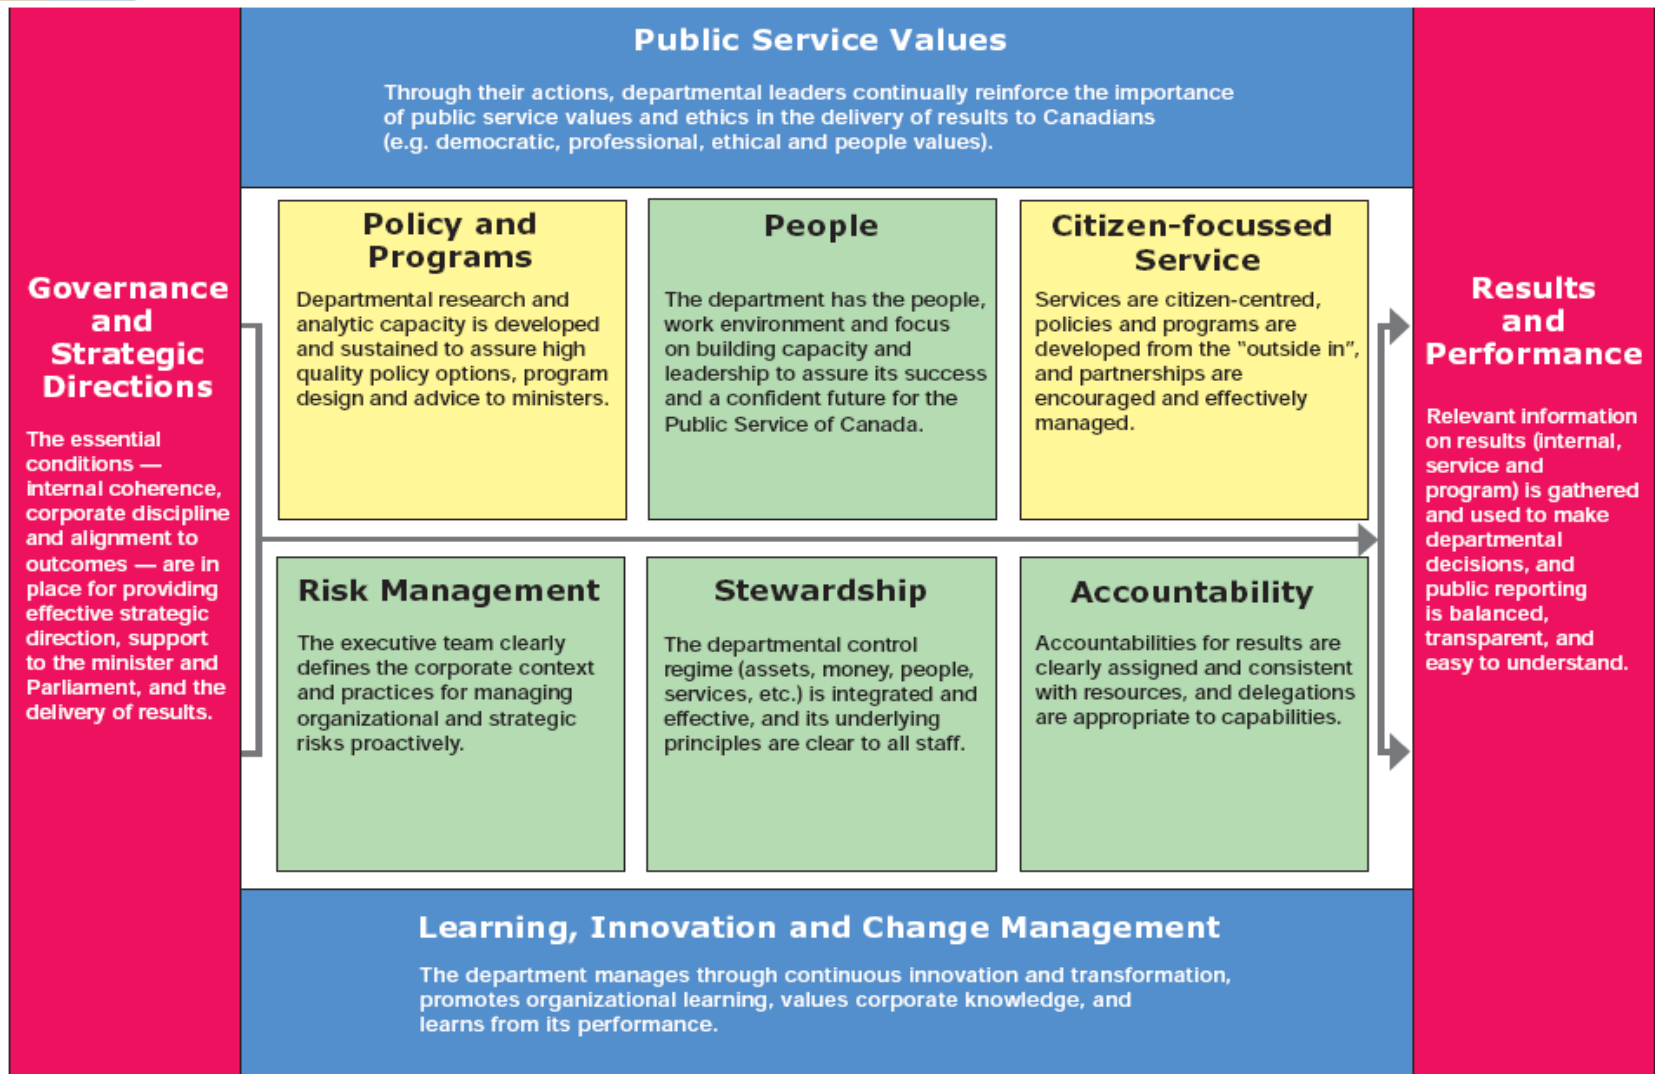 Public Service Values
Through their actions, departmental leaders continually reinforce the importance
of public service values and ethics in the delivery of results to Canadians
(e.g. democratic, professional, ethical and people values).
Governance
and
Strategic
Directions
The essential
conditions —
internal coherence,
corporate discipline
and alignment to
outcomes — are in
place for providing
effective strategic
direction, support
to the minister and
Parliament, and the
delivery of results.
Policy and
Programs
Departmental research and
analytic capacity is developed
and sustained to assure high
quality policy options, program
design and advice to ministers.
People
The department has the people,
work environment and focus
on building capacity and
leadership to assure its success
and a confident future for the
Public Service of Canada.
Citizen-focussed
Service
Services are citizen-centred,
policies and programs are
developed from the “outside in”,
and partnerships are
encouraged and effectively
managed.
Risk Management
The executive team clearly
defines the corporate context
and practices for managing
organizational and strategic
risks proactively.
Stewardship
The departmental control
regime (assets, money, people,
services, etc.) is integrated and
effective, and its underlying
principles are clear to all staff.
Accountability
Accountabilities for results are
clearly assigned and consistent
with resources, and delegations
are appropriate to capabilities.
Results
and
Performance
Relevant information
on results (internal,
service and
program) is gathered
and used to make
departmental
decisions, and
public reporting
is balanced,
transparent, and
easy to understand.
Learning, Innovation and Change Management
The department manages through continuous innovation and transformation,
promotes organizational learning, values corporate knowledge, and
learns from its performance.